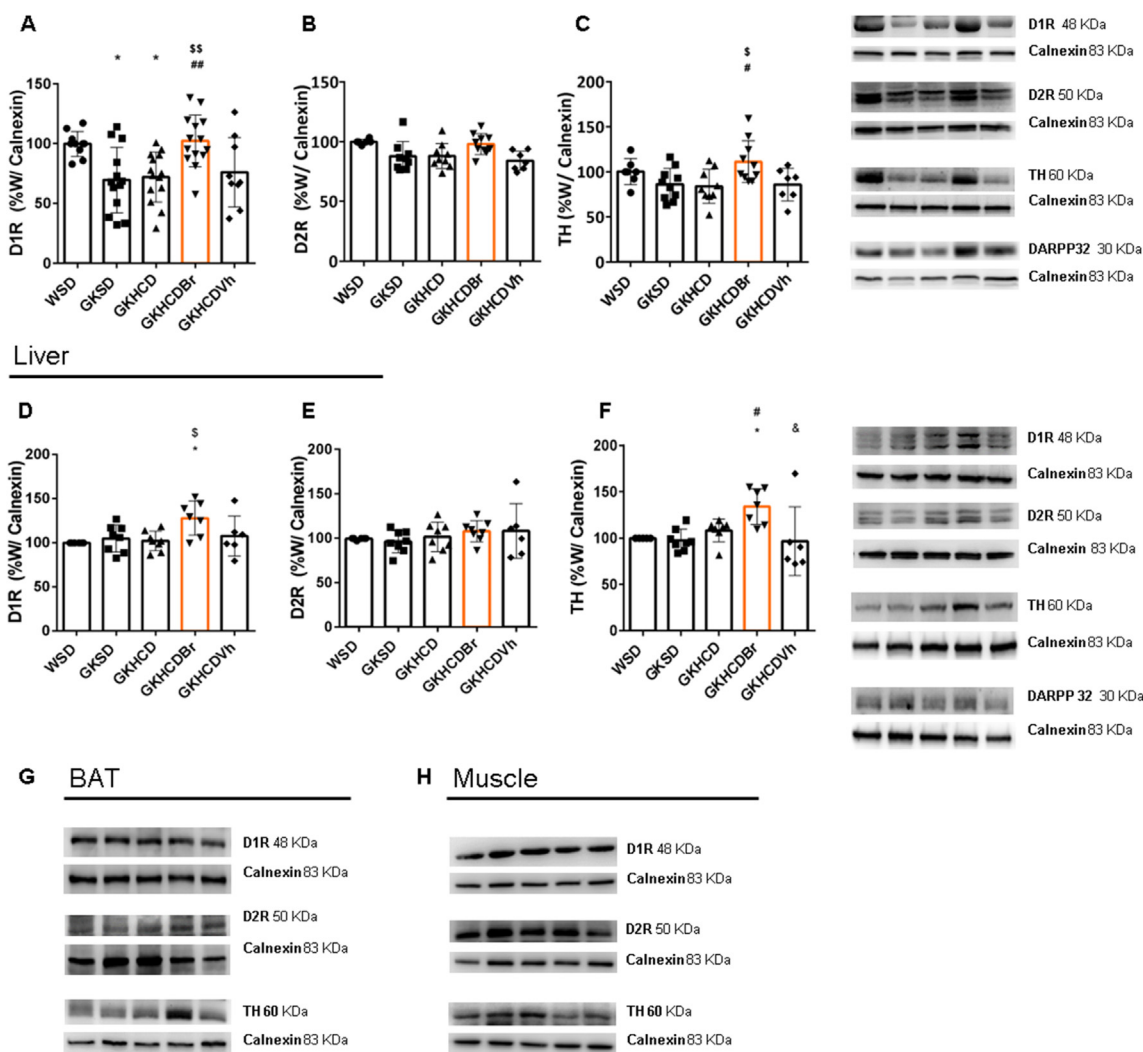 A
B
C
$$
* * ##
$
#
D1R (%W/ Calnexin)
150
100
50
0
WSD GKSD GKHCD GKHCDBr GKHCDVh
D2R (%W/ Calnexin)
200
150
100
50
0
WSD GKSD GKHCD GKHCDBr GKHCDVh
TH (%W/ Calnexin)
200
150
100
50
0
WSD GKSD GKHCD GKHCDBr GKHCDVh
D1R 48 KDa
Calnexin 83 KDa
D2R 50 KDa
Calnexin 83 KDa
TH 60 KDa
Calnexin 83 KDa
DARPP32 30 KDa
Calnexin 83 KDa
Liver
D
E
F
$
*
#
* &
D1R (%W/ Calnexin)
200
150
100
50
0
WSD GKSD GKHCD GKHCDBr GKHCDVh
D2R (%W/ Calnexin)
200
150
100
50
0
WSD GKSD GKHCD GKHCDBr GKHCDVh
TH (%W/ Calnexin)
200
150
100
50
0
WSD GKSD GKHCD GKHCDBr GKHCDVh
D1R 48 KDa
Calnexin 83 KDa
D2R 50 KDa
Calnexin 83 KDa
TH 60 KDa
Calnexin 83 KDa
DARPP 32 30 KDa
Calnexin 83 KDa
G BAT
D1R 48 KDa
Calnexin 83 KDa
D2R 50 KDa
Calnexin 83 KDa
TH 60 KDa
Calnexin 83 KDa
H Muscle
D1R 48 KDa
Calnexin 83 KDa
D2R 50 KDa
Calnexin 83 KDa
TH 60 KDa
Calnexin 83 KDa